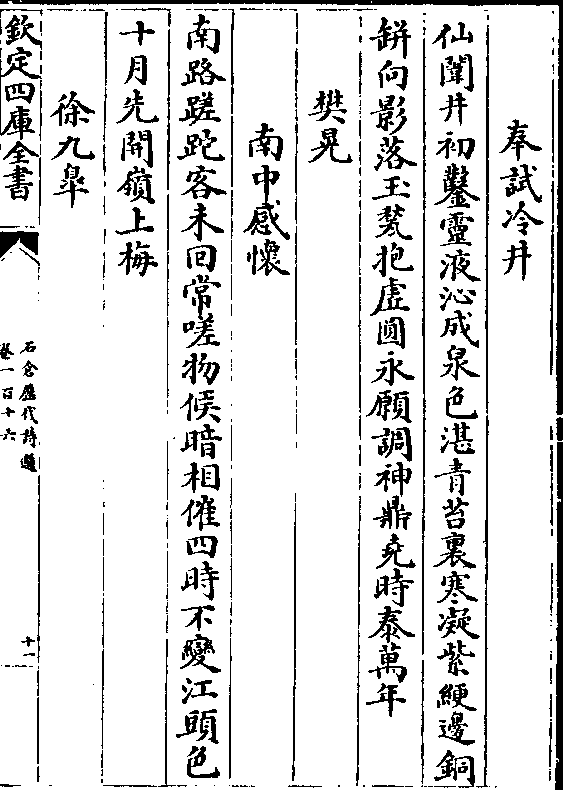 奉試冷井
仙闈井初鑿靈液沁成泉色湛青苔裏寒凝紫綆邊銅
缾向影落玉甃抱虛圓永願調神鼎堯時泰萬年
樊晃
南中感懷
南路蹉跎客未回常嗟物候暗相催四時不變江頭色
十月先開嶺上梅
徐九臯
欽定四庫全書
石倉歷代詩選
卷一百十六
十一